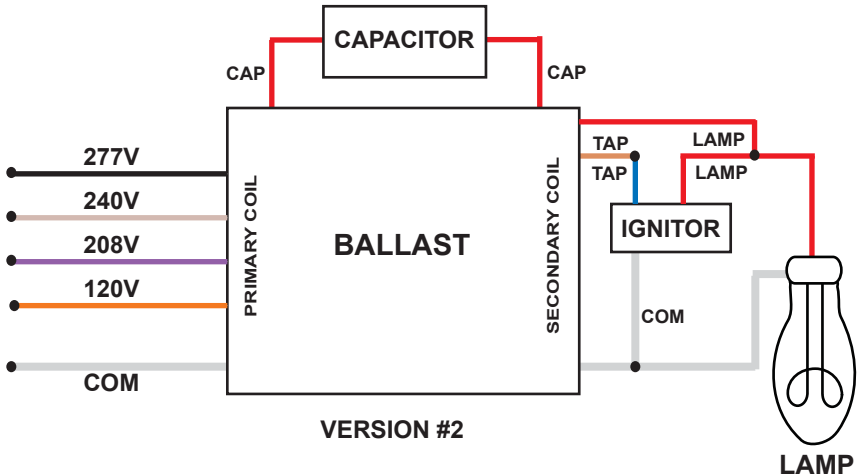 CAPACITOR
CAP
CAP
277V
240V
208V
120V
COM
PRIMARY COIL
BALLAST
SECONDARY COIL
TAP
TAP
LAMP
LAMP
IGNITOR
COM
VERSION #2
LAMP